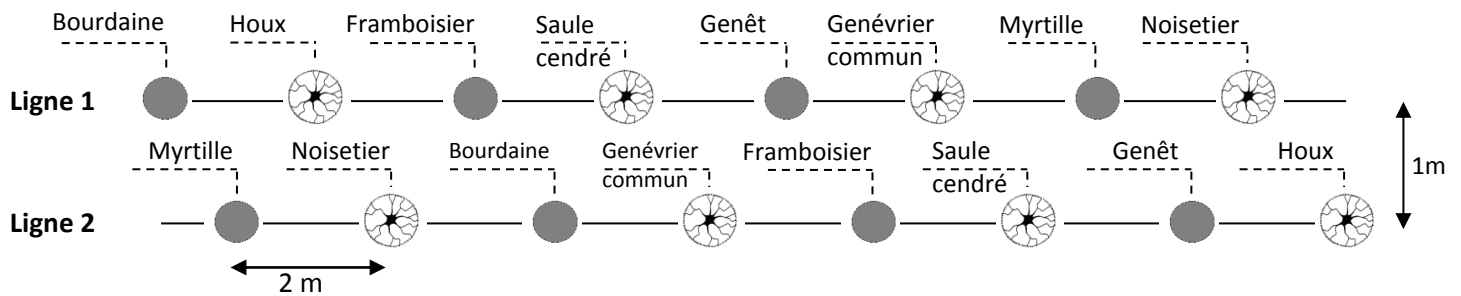 Bourdaine Houx Framboisier Saule cendré Genêt Genévrier commun Myrtille Noisetier
Ligne 1
Myrtille Noisetier Bourdaine Genévrier commun Framboisier Saule cendré Genêt Houx
1m
Ligne 2
2 m